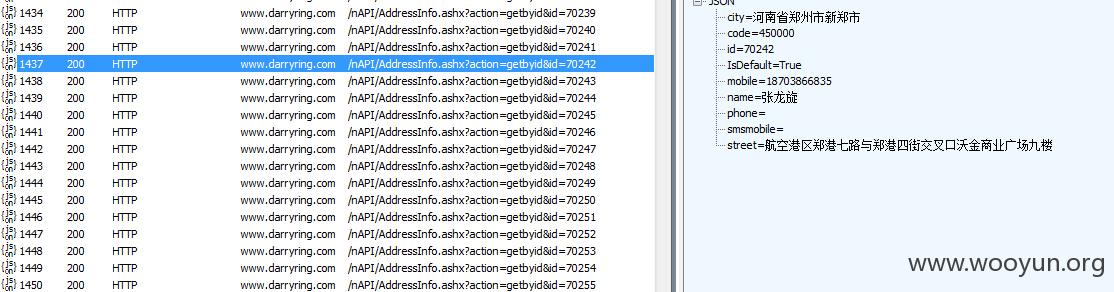 1434 200 HTTP www.darryring.com /nAPI/AddressInfo.ashx?action=getbyid&id=70239
1435 200 HTTP www.darryring.com /nAPI/AddressInfo.ashx?action=getbyid&id=70240
1436 200 HTTP www.darryring.com /nAPI/AddressInfo.ashx?action=getbyid&id=70241
1437 200 HTTP www.darryring.com /nAPI/AddressInfo.ashx?action=getbyid&id=70242
1438 200 HTTP www.darryring.com /nAPI/AddressInfo.ashx?action=getbyid&id=70243
1439 200 HTTP www.darryring.com /nAPI/AddressInfo.ashx?action=getbyid&id=70244
1440 200 HTTP www.darryring.com /nAPI/AddressInfo.ashx?action=getbyid&id=70245
1441 200 HTTP www.darryring.com /nAPI/AddressInfo.ashx?action=getbyid&id=70246
1442 200 HTTP www.darryring.com /nAPI/AddressInfo.ashx?action=getbyid&id=70247
1443 200 HTTP www.darryring.com /nAPI/AddressInfo.ashx?action=getbyid&id=70248
1444 200 HTTP www.darryring.com /nAPI/AddressInfo.ashx?action=getbyid&id=70249
1445 200 HTTP www.darryring.com /nAPI/AddressInfo.ashx?action=getbyid&id=70250
1446 200 HTTP www.darryring.com /nAPI/AddressInfo.ashx?action=getbyid&id=70251
1447 200 HTTP www.darryring.com /nAPI/AddressInfo.ashx?action=getbyid&id=70252
1448 200 HTTP www.darryring.com /nAPI/AddressInfo.ashx?action=getbyid&id=70253
1449 200 HTTP www.darryring.com /nAPI/AddressInfo.ashx?action=getbyid&id=70254
1450 200 HTTP www.darryring.com /nAPI/AddressInfo.ashx?action=getbyid&id=70255
JSON
city=河南省郑州市新郑市
code=450000
id=70242
IsDefault=True
mobile=18703866835
name=张龙旋
phone=
smsmobile=
street=航空港区郑港七路与郑港四街交叉口沃金商业广场九楼
www.wooyun.org